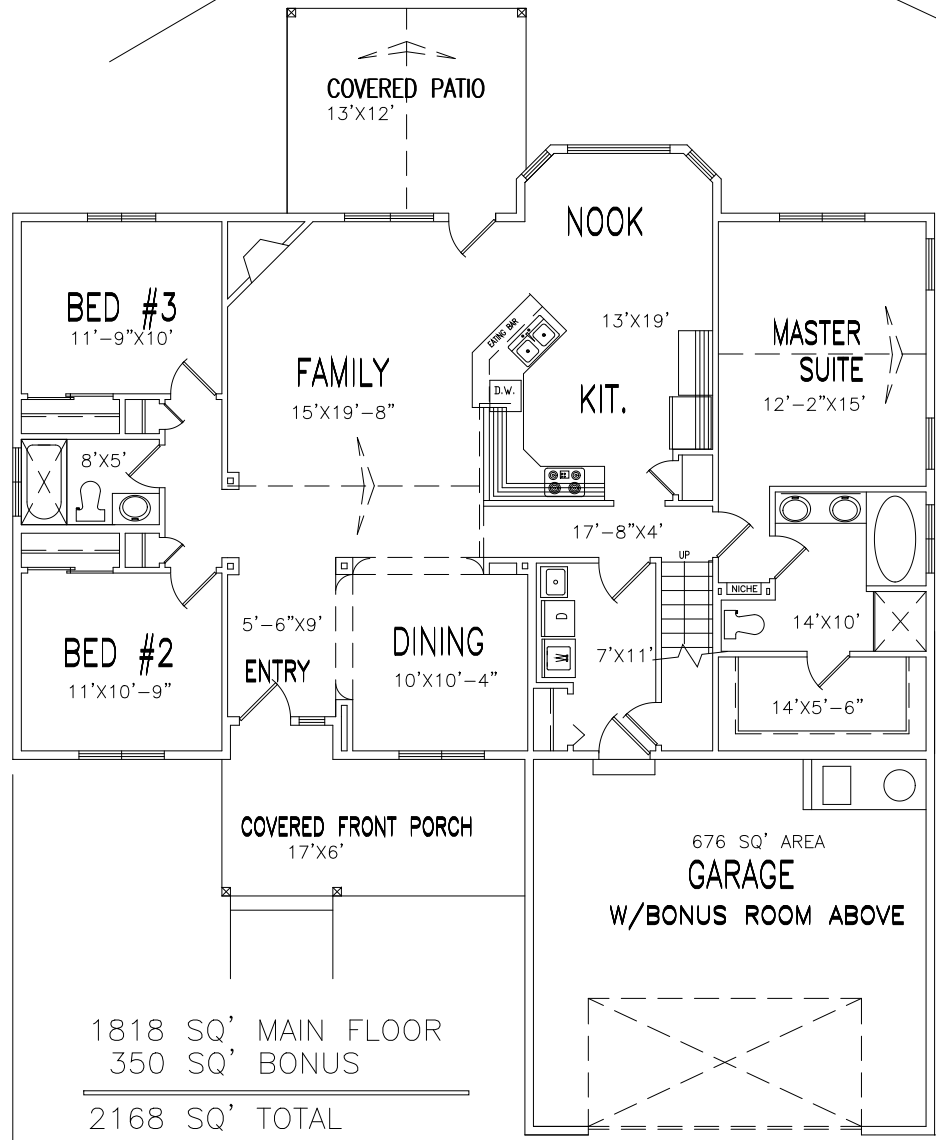 COVERED PATIO
13'X12'
NOOK
BED #3
11'-9"X10'
EATING BAR
13'X19'
MASTER
SUITE
12'-2"X15'
FAMILY
15'X19'-8"
D.W.
KIT.
8'X5'
17'-8"X4'
UP
NICHE
5'-6"X9'
ENTRY
DINING
10'X10'-4"
D
W
7'X11'
14'X10'
BED #2
11'X10'-9"
14'X5'-6"
COVERED FRONT PORCH
17'X6'
676 SQ' AREA
GARAGE
W/BONUS ROOM ABOVE
1818 SQ' MAIN FLOOR
350 SQ' BONUS
2168 SQ' TOTAL